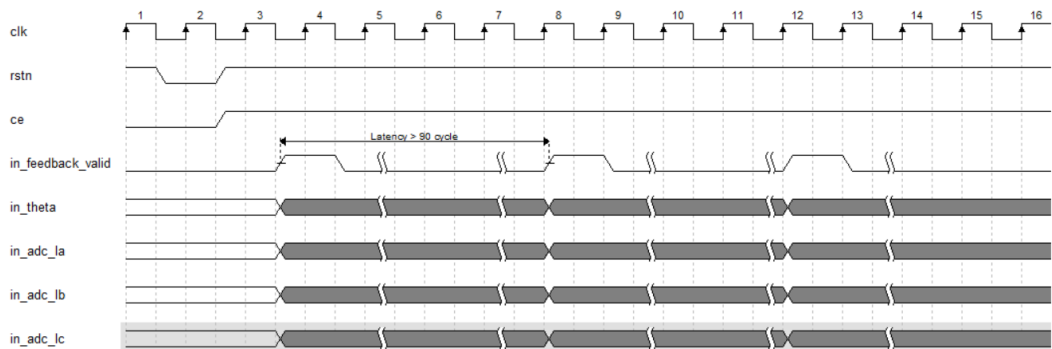 1 2 3 4 5 6 7 8 9 10 11 12 13 14 15 16
clk
rstn
ce
Latency > 90 cycle
in_feedback_valid
in_theta
in_adc_Ia
in_adc_Ib
in_adc_Ic